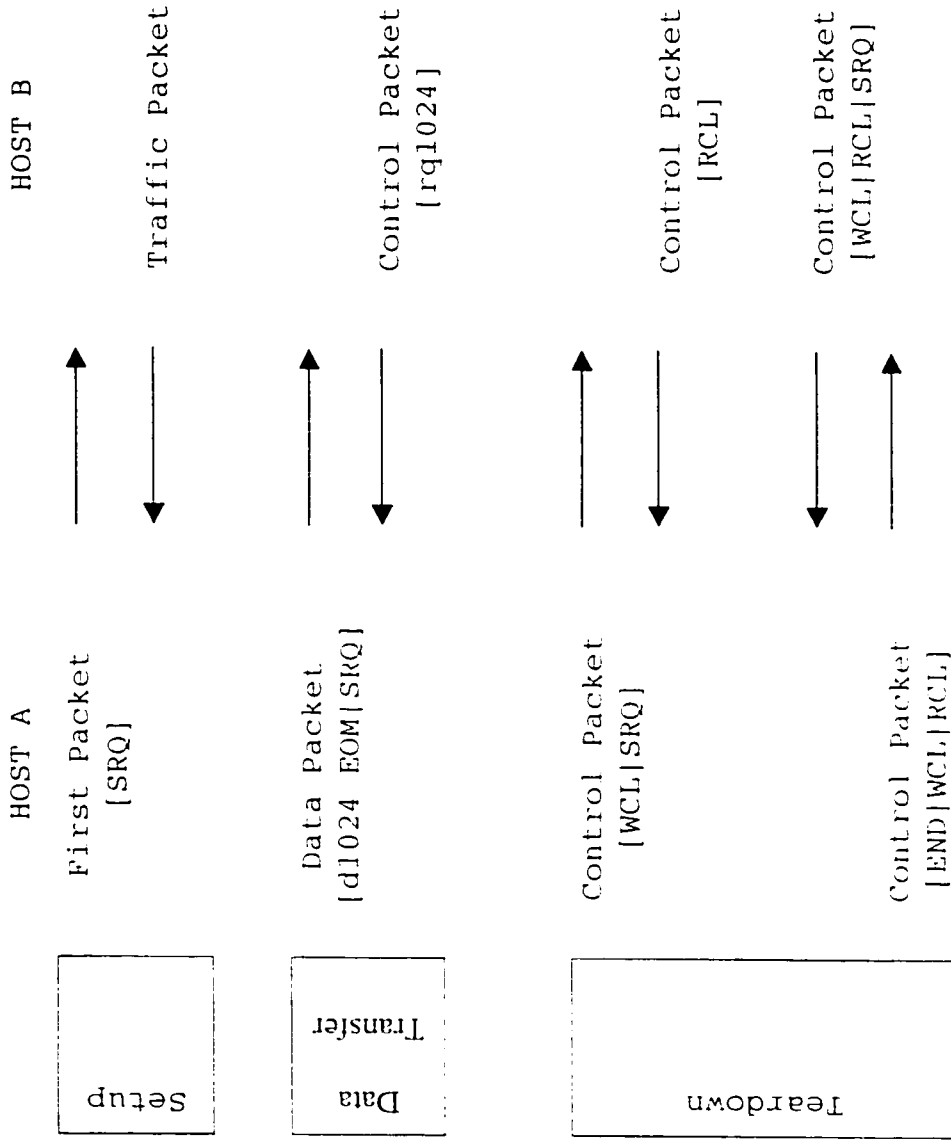 HOST A
HOST B
Setup
First Packet
[SRQ]
Traffic Packet
Data
Transfer
Data Packet
[d1024 EOM|SRQ]
Control Packet
[rq1024]
Teardown
Control Packet
[WCL|SRQ]
Control Packet
[RCL]
Control Packet
[WCL|RCL|SRQ]
Control Packet
[END|WCL|RCL]